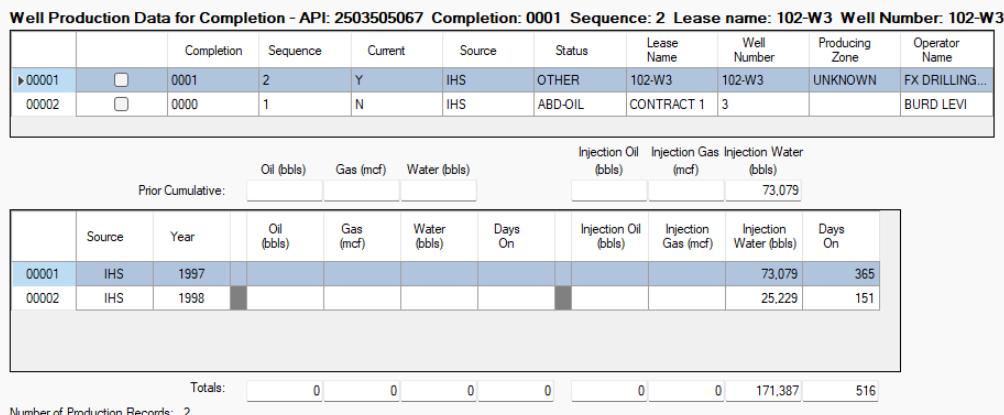 Well Production Data for Completion - API: 2503505067 Completion: 0001 Sequence: 2 Lease name: 102-W3 Well Number: 102-W3
Completion Sequence Current Source Status Lease Name Well Number Producing Zone Operator Name
00001 0001 2 Y IHS OTHER 102-W3 102-W3 UNKNOWN FX DRILLING...
00002 0000 1 N IHS ABD-OIL CONTRACT 1 3 BURD LEVI
Oil (bbls) Gas (mcf) Water (bbls) Injection Oil (bbls) Injection Gas (mcf) Injection Water (bbls)
Prior Cumulative: 73,079
Source Year Oil (bbls) Gas (mcf) Water (bbls) Days On Injection Oil (bbls) Injection Gas (mcf) Injection Water (bbls) Days On
00001 IHS 1997 73,079 365
00002 IHS 1998 25,229 151
Totals: 0 0 0 0 0 0 171,387 516
Number of Production Records: 2